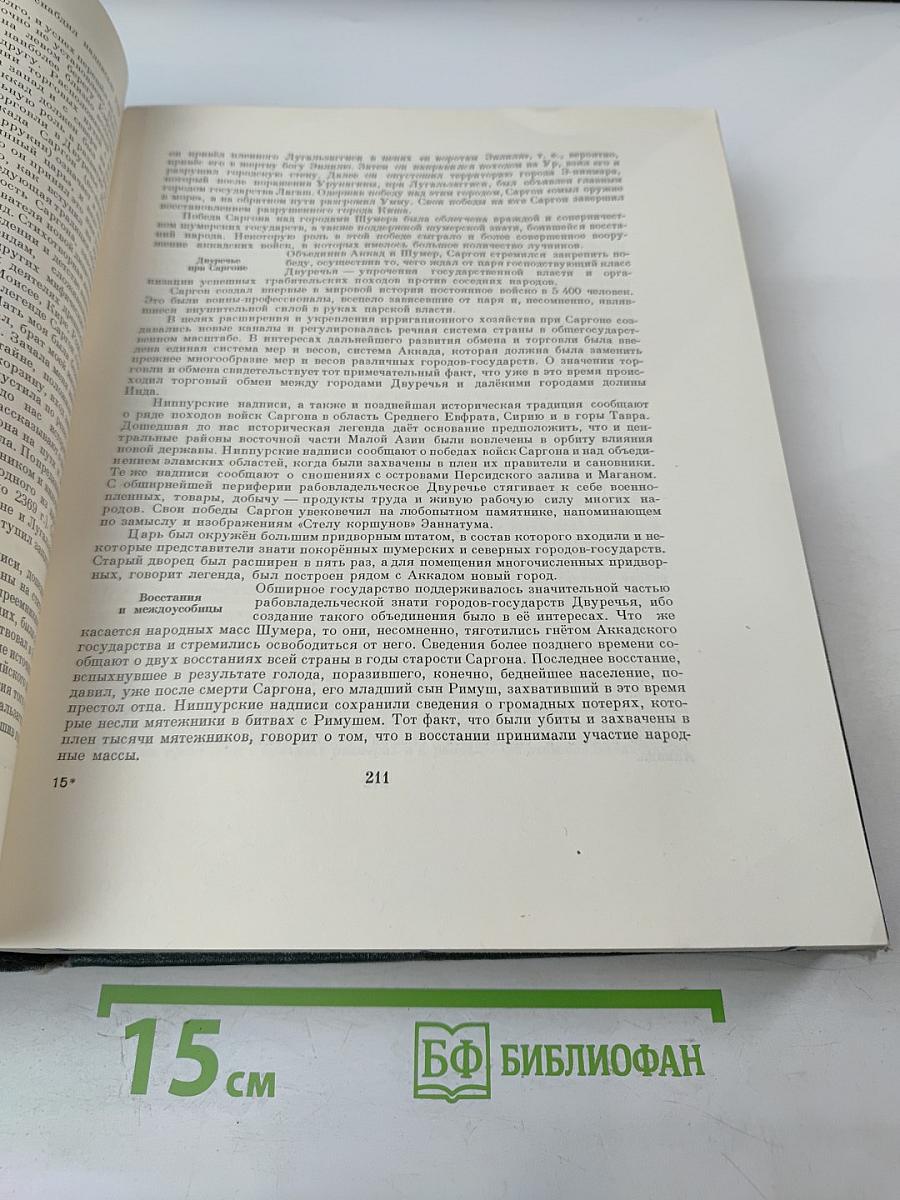 он привёл пленного Лугальзагиси в цепях «к воротам Энлиля», т. е., вероятно,
принёс его в жертву богу Энлилю. Затем он направился походом на Ур, взял его и
разрушил городскую стену. Далее он опустошил территорию города Э-нинмара,
который после поражения Урукагины, при Лугальзагиси, был объявлен главным
городом государства Лагаш. Одержав победу над этим городом, Саргон «омыл оружие
в море», а на обратном пути разгромил Умму. Свои победы на юге Саргон завершил
восстановлением разрушенного города Киша.
Победа Саргона над городами Шумера была облегчена враждой и соперничест-
вом шумерских государств, а также поддержкой шумерской знати, боявшейся восста-
ний народа. Некоторую роль в этой победе сыграло и более совершенное воору-
жение аккадских войск, в которых имелось большое количество лучников.
Двуречье
при Саргоне
Объединив Аккад и Шумер, Саргон стремился закрепить по-
беду, осуществив то, чего ждал от царя господствующий класс
Двуречья — упрочения государственной власти и орга-
низации успешных грабительских походов против соседних народов.
Саргон создал впервые в мировой истории постоянное войско в 5 400 человек.
Это были воины-профессионалы, всецело зависевшие от царя и, несомненно, являв-
шиеся внушительной силой в руках царской власти.
В целях расширения и укрепления ирригационного хозяйства при Саргоне соз-
давались новые каналы и регулировалась речная система страны в общегосударст-
венном масштабе. В интересах дальнейшего развития обмена и торговли была вве-
дена единая система мер и весов, система Аккада, которая должна была заменить
прежнее многообразие мер и весов различных городов-государств. О значении тор-
говли и обмена свидетельствует тот примечательный факт, что уже в это время проис-
ходил торговый обмен между городами Двуречья и далёкими городами долины
Инда.
Ниппурские надписи, а также и позднейшая историческая традиция сообщают
о ряде походов войск Саргона в область Среднего Евфрата, Сирию и в горы Тавра.
Дошедшая до нас историческая легенда даёт основание предположить, что и цен-
тральные районы восточной части Малой Азии были вовлечены в орбиту влияния
новой державы. Ниппурские надписи сообщают о победах войск Саргона и над объеди-
нением эламских областей, когда были захвачены в плен их правители и сановники.
Те же надписи сообщают о сношениях с островами Персидского залива и Маганом.
С обширнейшей периферии рабовладельческое Двуречье стягивает к себе военно-
пленных, товары, добычу — продукты труда и живую рабочую силу многих на-
родов. Свои победы Саргон увековечил на любопытном памятнике, напоминающем
по замыслу и изображениям «Стелу коршунов» Эаннатума.
Царь был окружён большим придворным штатом, в состав которого входили и не-
которые представители знати покорённых шумерских и северных городов-государств.
Старый дворец был расширен в пять раз, а для помещения многочисленных придвор-
ных, говорит легенда, был построен рядом с Аккадом новый город.
Восстания
и междоусобицы
Обширное государство поддерживалось значительной частью
рабовладельческой знати городов-государств Двуречья, ибо
создание такого объединения было в её интересах. Что же
касается народных масс Шумера, то они, несомненно, тяготились гнётом Аккадского
государства и стремились освободиться от него. Сведения более позднего времени со-
общают о двух восстаниях всей страны в годы старости Саргона. Последнее восстание,
вспыхнувшее в результате голода, поразившего, конечно, беднейшее население, по-
давил, уже после смерти Саргона, его младший сын Римуш, захвативший в это время
престол отца. Ниппурские надписи сохранили сведения о громадных потерях, кото-
рые несли мятежники в битвах с Римушем. Тот факт, что были убиты и захвачены в
плен тысячи мятежников, говорит о том, что в восстании принимали участие народ-
ные массы.
15*
211
15 см
БФ БИБЛИОФАН